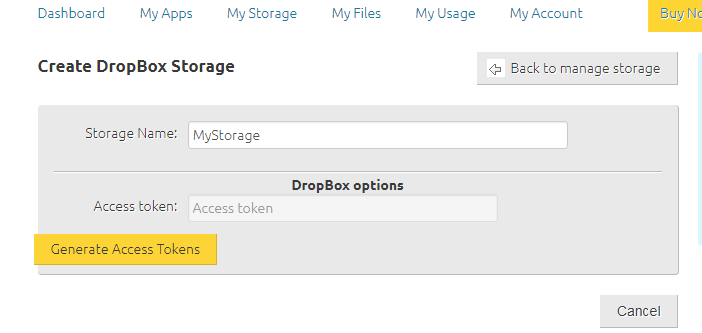 Dashboard My Apps My Storage My Files My Usage My Account Buy
Create DropBox Storage
Back to manage storage
Storage Name: MyStorage
DropBox options
Access token: Access token
Generate Access Tokens
Cancel